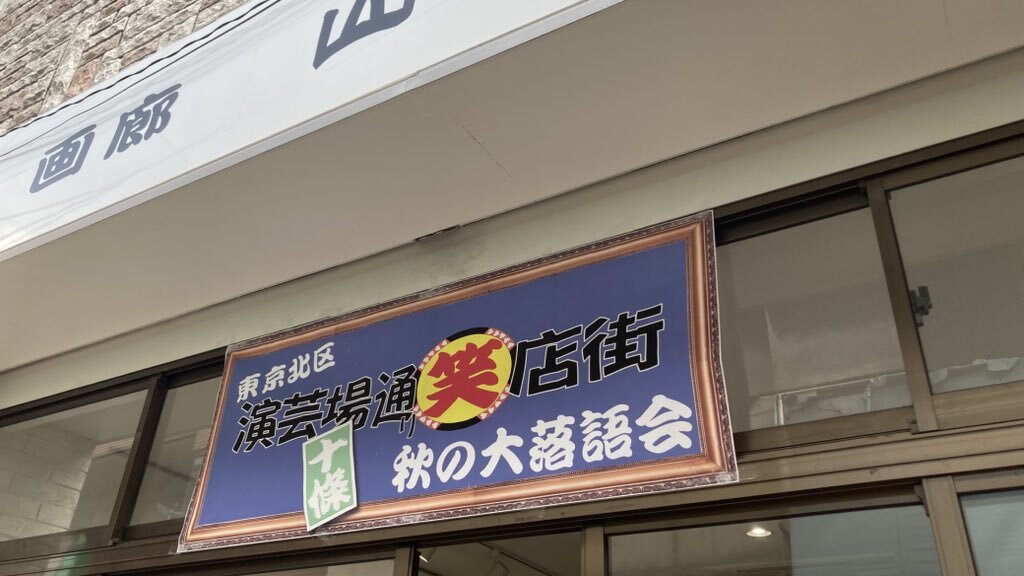 画廊
東京北区
演芸場通り笑店街
十條
秋の大落語会